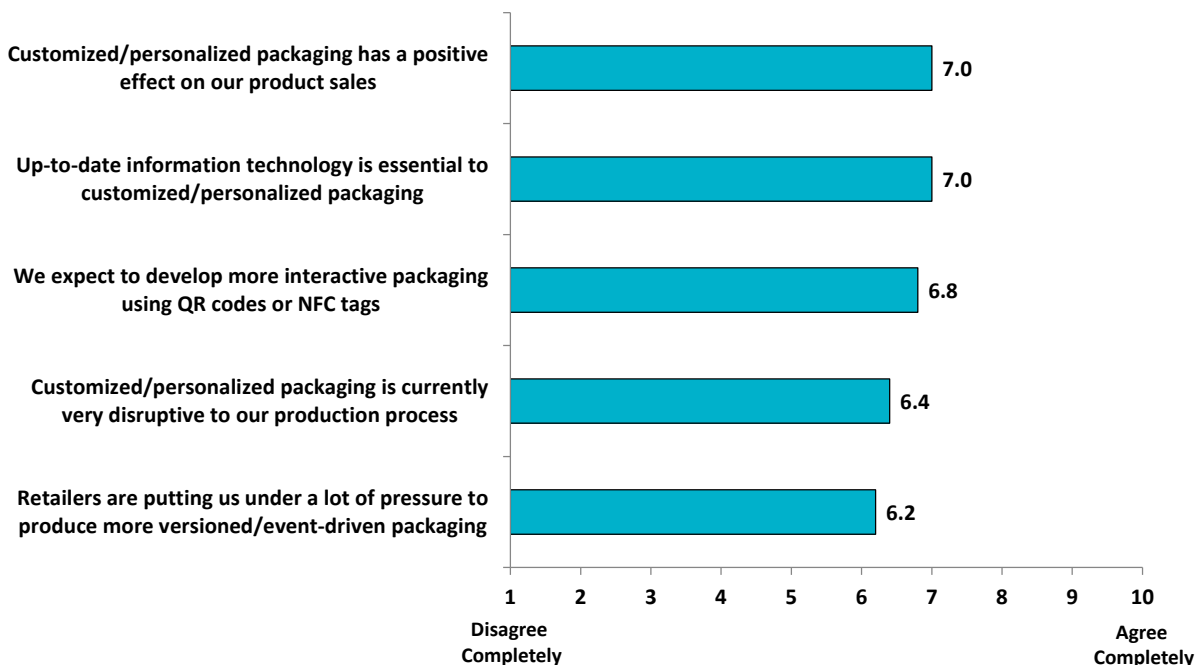 Customized/personalized packaging has a positive
effect on our product sales
7.0
Up-to-date information technology is essential to
customized/personalized packaging
7.0
We expect to develop more interactive packaging
using QR codes or NFC tags
6.8
Customized/personalized packaging is currently
very disruptive to our production process
6.4
Retailers are putting us under a lot of pressure to
produce more versioned/event-driven packaging
6.2
1 2 3 4 5 6 7 8 9 10
Disagree
Completely
Agree
Completely